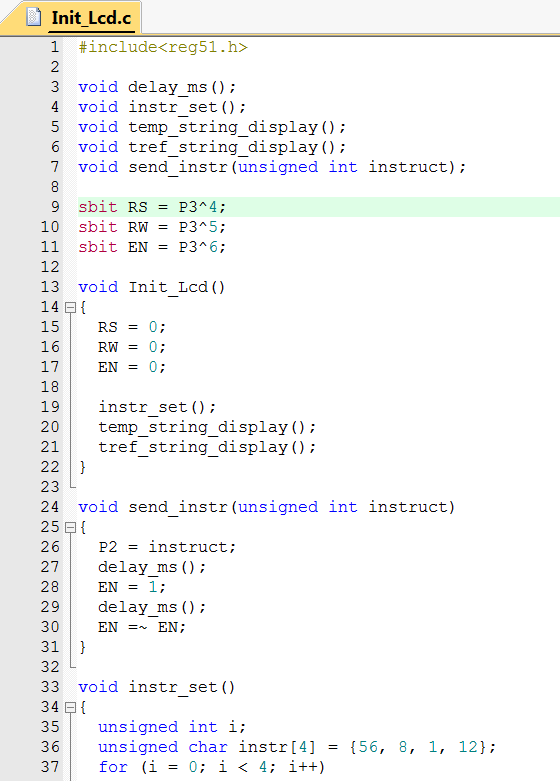 Init_Lcd.c
1 #include<reg51.h>
2
3 void delay_ms();
4 void instr_set();
5 void temp_string_display();
6 void tref_string_display();
7 void send_instr(unsigned int instruct);
8
9 sbit RS = P3^4;
10 sbit RW = P3^5;
11 sbit EN = P3^6;
12
13 void Init_Lcd()
14 {
15   RS = 0;
16   RW = 0;
17   EN = 0;
18
19   instr_set();
20   temp_string_display();
21   tref_string_display();
22 }
23
24 void send_instr(unsigned int instruct)
25 {
26   P2 = instruct;
27   delay_ms();
28   EN = 1;
29   delay_ms();
30   EN =~ EN;
31 }
32
33 void instr_set()
34 {
35   unsigned int i;
36   unsigned char instr[4] = {56, 8, 1, 12};
37   for (i = 0; i < 4; i++)